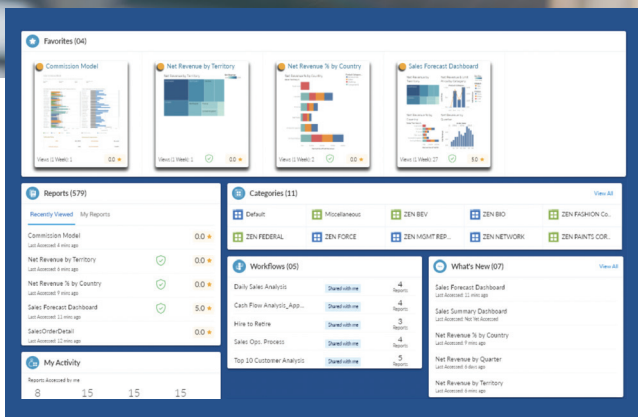 Favorites (04)
Commission Model
Net Revenue by Territory
Net Revenue % by Country
Sales Forecast Dashboard
Views (1 Week): 1
0.0
Views (1 Week): 1
0.0
Views (1 Week): 2
0.0
Views (1 Week): 27
5.0
Reports (579)
Recently Viewed
My Reports
Commission Model
Last Accessed: 4 mins ago
0.0
Net Revenue by Territory
Last Accessed: 6 mins ago
0.0
Net Revenue % by Country
Last Accessed: 9 mins ago
0.0
Sales Forecast Dashboard
Last Accessed: 11 mins ago
5.0
SalesOrderDetail
Last Accessed: 12 mins ago
0.0
My Activity
Reports Accessed by me
8 15 15 15
Categories (11)
View All
Default
Miscellaneous
ZEN BEV
ZEN BIO
ZEN FASHION Co..
ZEN FEDERAL
ZEN FORCE
ZEN MGMT REP...
ZEN NETWORK
ZEN PAINTS COR..
Workflows (05)
Daily Sales Analysis
Shared with me
4
Reports
Cash Flow Analysis_App...
Shared with me
4
Reports
Hire to Retire
Shared with me
3
Reports
Sales Ops. Process
Shared with me
4
Reports
Top 10 Customer Analysis
Shared with me
5
Reports
What's New (07)
View All
Sales Forecast Dashboard
Last Accessed: 11 mins ago
Sales Summary Dashboard
Last Accessed: Not Yet Accessed
Net Revenue % by Country
Last Accessed: 9 mins ago
Net Revenue by Quarter
Last Accessed: 6 days ago
Net Revenue by Territory
Last Accessed: 6 mins ago